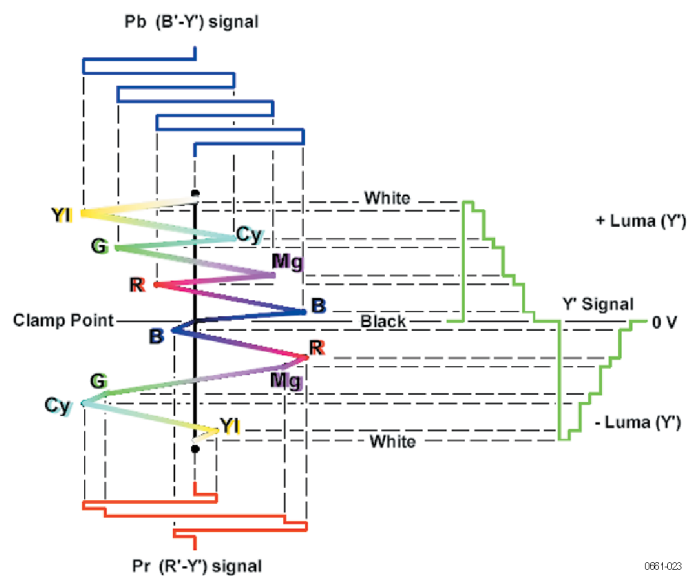 Pb (B'-Y') signal
White
Yl
+ Luma (Y')
Cy
G
Mg
R
B
Y' Signal
Clamp Point
Black
0 V
B
R
Mg
G
Cy
Yl
- Luma (Y')
White
Pr (R'-Y') signal
0661-023